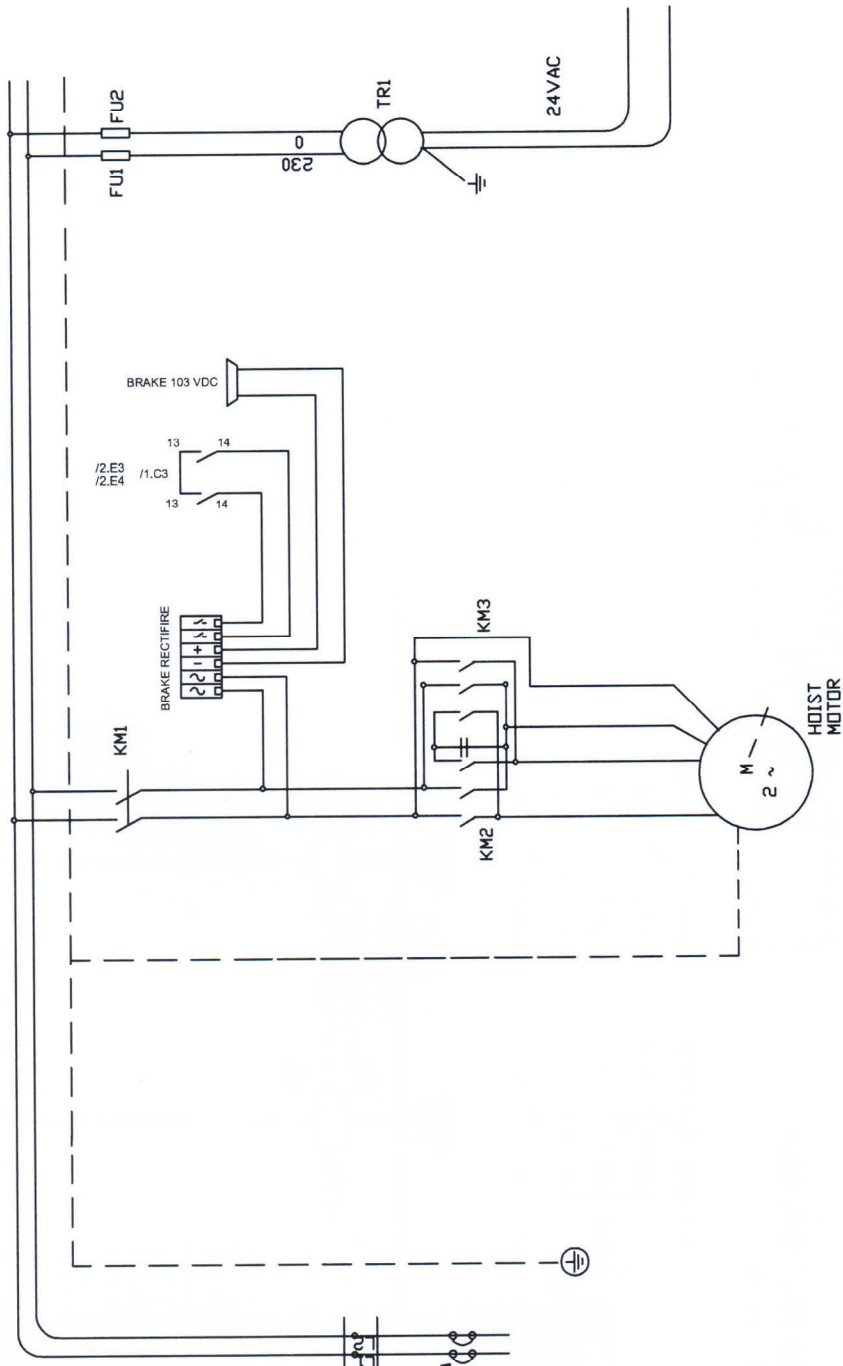 FU2
FU1
0
230
TR1
24VAC
BRAKE 103 VDC
13 14
/2.E3 /1.C3
/2.E4
13 14
BRAKE RECTIFIRE
+
-
KM1
KM3
KM2
M
2 ~
HOIST
MOTOR